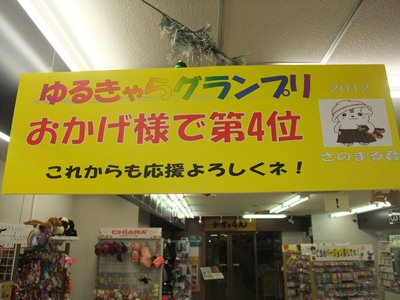 ゆるきゃらグランプリ 2012
おかげ様で第4位
さのまる君
これからも応援よろしくネ!
CHIARA